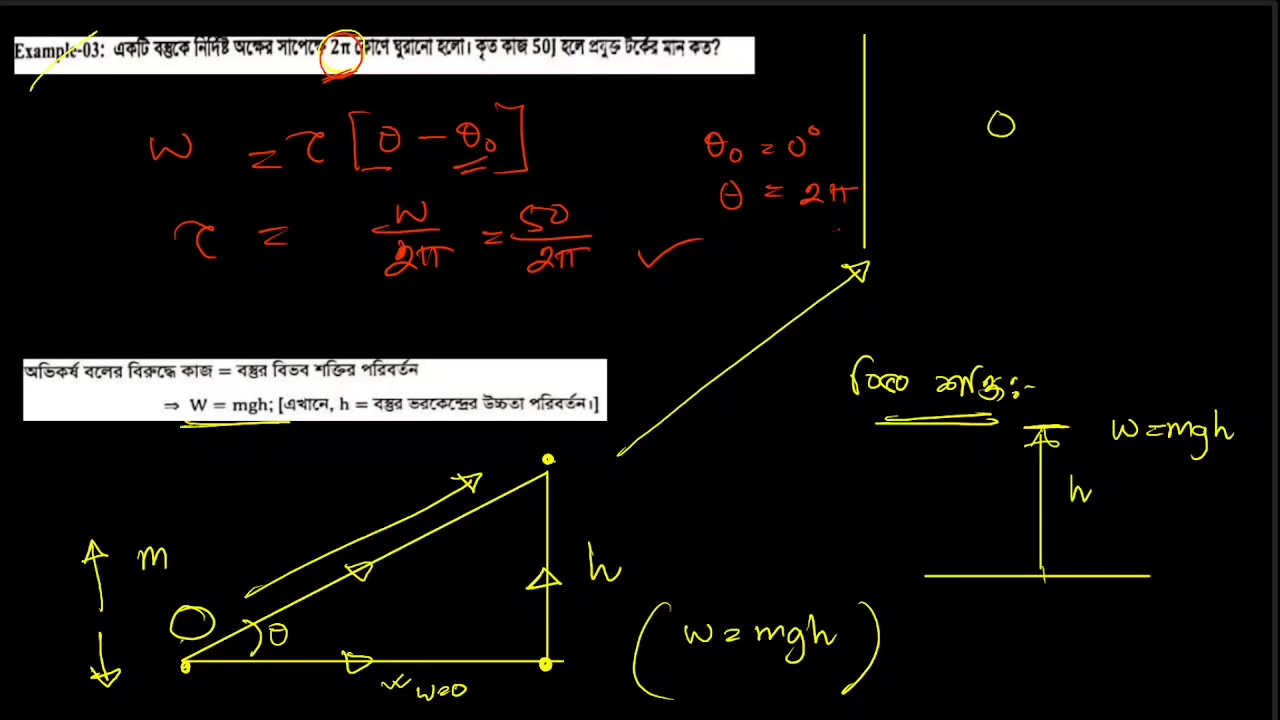 Example-03: একটি বস্তুকে নির্দিষ্ট অক্ষের সাপেক্ষে 2π কোণে ঘুরানো হলো। কৃত কাজ 50J হলে প্রযুক্ত টর্কের মান কত?
W = τ [θ - θ₀]
θ₀ = 0°
θ = 2π
τ = W/2π = 50/2π
অভিকর্ষ বলের বিরুদ্ধে কাজ = বস্তুর বিভব শক্তির পরিবর্তন
⇒ W = mgh; [এখানে, h = বস্তুর ভরকেন্দ্রের উচ্চতা পরিবর্তন।]
শক্তি:-
W = mgh
h
m
h
θ
(W = mgh)
W=0